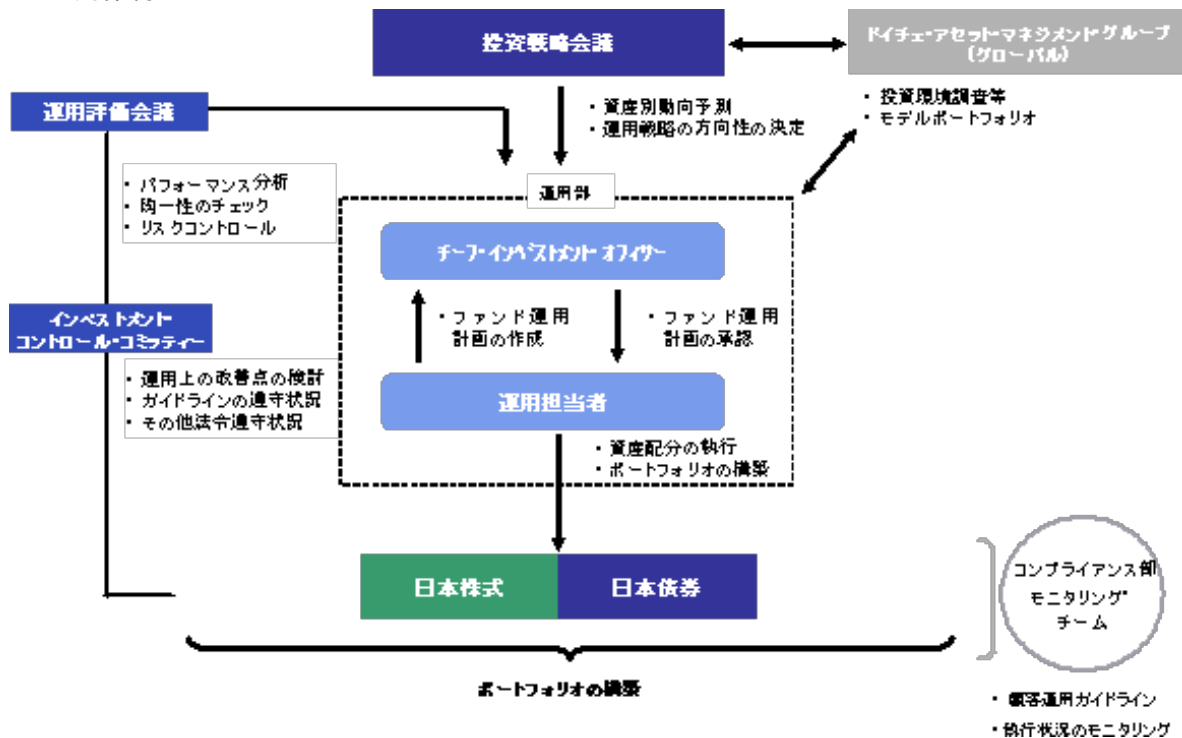 投資戦略会議
ドイチェ・アセット・マネジメント・グループ
(グローバル)
・ 投資環境調査等
・ モデルポートフォリオ
・ 資産別動向予測
・ 運用戦略の方向性の決定
運用評価会議
・ パフォーマンス分析
・ 均一性のチェック
・ リスクコントロール
運用部
チーフ・インベストメント・オフィサー
・ファンド運用
計画の作成
・ファンド運用
計画の承認
インベストメント
コントロール・コミッティー
・ 運用上の改善点の検討
・ ガイドラインの遵守状況
・ その他法令遵守状況
運用担当者
・ 資産配分の執行
・ ポートフォリオの構築
日本株式
日本債券
コンプライアンス部
モニタリング
チーム
ポートフォリオの構築
・ 顧客運用ガイドライン
・ 執行状況のモニタリング